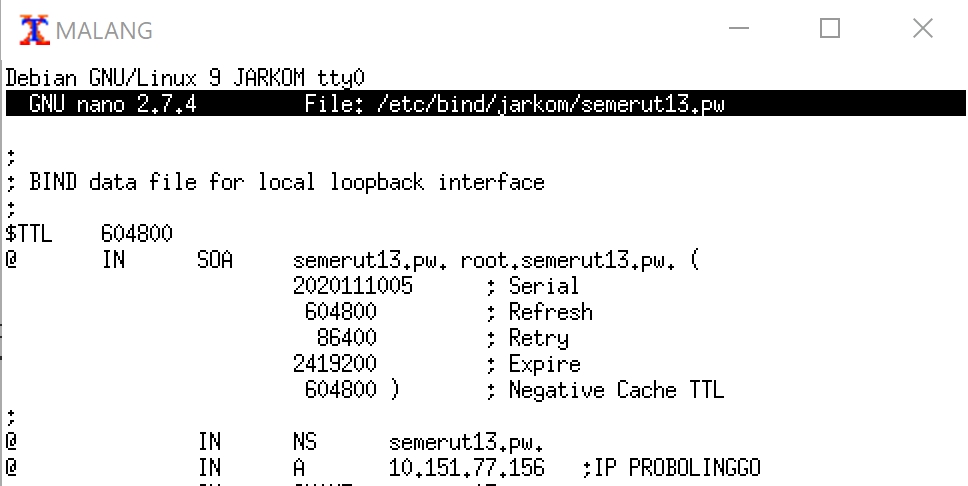 MALANG
Debian GNU/Linux 9 JARKOM tty0
GNU nano 2.7.4 File: /etc/bind/jarkom/semerut13.pw
;
; BIND data file for local loopback interface
;
$TTL 604800
@ IN SOA semerut13.pw. root.semerut13.pw. (
2020111005 ; Serial
604800 ; Refresh
86400 ; Retry
2419200 ; Expire
604800 ) ; Negative Cache TTL
;
@ IN NS semerut13.pw.
@ IN A 10.151.77.156 ;IP PROBOLINGGO